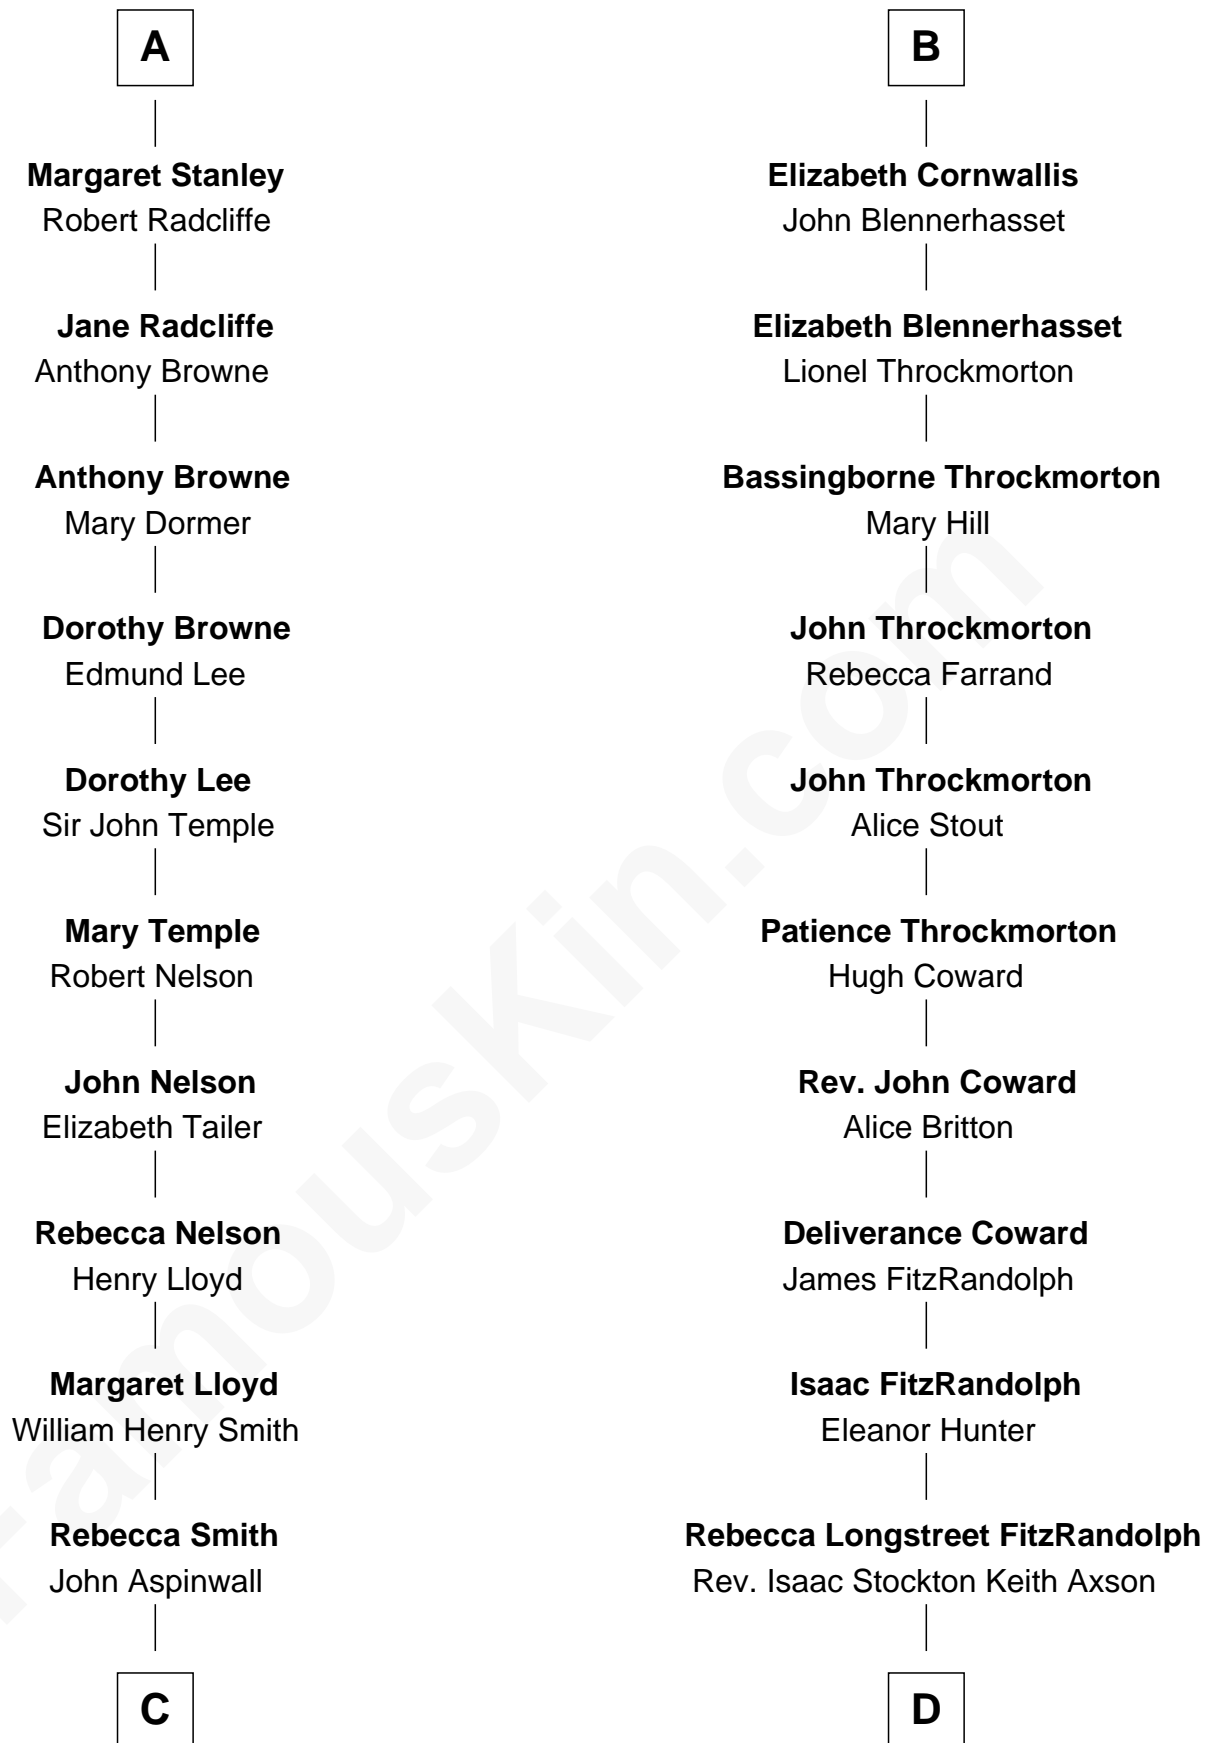 A
Margaret Stanley
Robert Radcliffe
Jane Radcliffe
Anthony Browne
Anthony Browne
Mary Dormer
Dorothy Browne
Edmund Lee
Dorothy Lee
Sir John Temple
Mary Temple
Robert Nelson
John Nelson
Elizabeth Tailer
Rebecca Nelson
Henry Lloyd
Margaret Lloyd
William Henry Smith
Rebecca Smith
John Aspinwall
C
B
Elizabeth Cornwallis
John Blennerhasset
Elizabeth Blennerhasset
Lionel Throckmorton
Bassingborne Throckmorton
Mary Hill
John Throckmorton
Rebecca Farrand
John Throckmorton
Alice Stout
Patience Throckmorton
Hugh Coward
Rev. John Coward
Alice Britton
Deliverance Coward
James FitzRandolph
Isaac FitzRandolph
Eleanor Hunter
Rebecca Longstreet FitzRandolph
Rev. Isaac Stockton Keith Axson
D
FamousKin.com